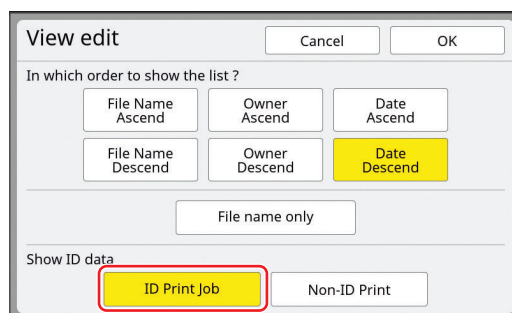 View edit
Cancel
OK
In which order to show the list ?
File Name
Ascend
Owner
Ascend
Date
Ascend
File Name
Descend
Owner
Descend
Date
Descend
File name only
Show ID data
ID Print Job
Non-ID Print